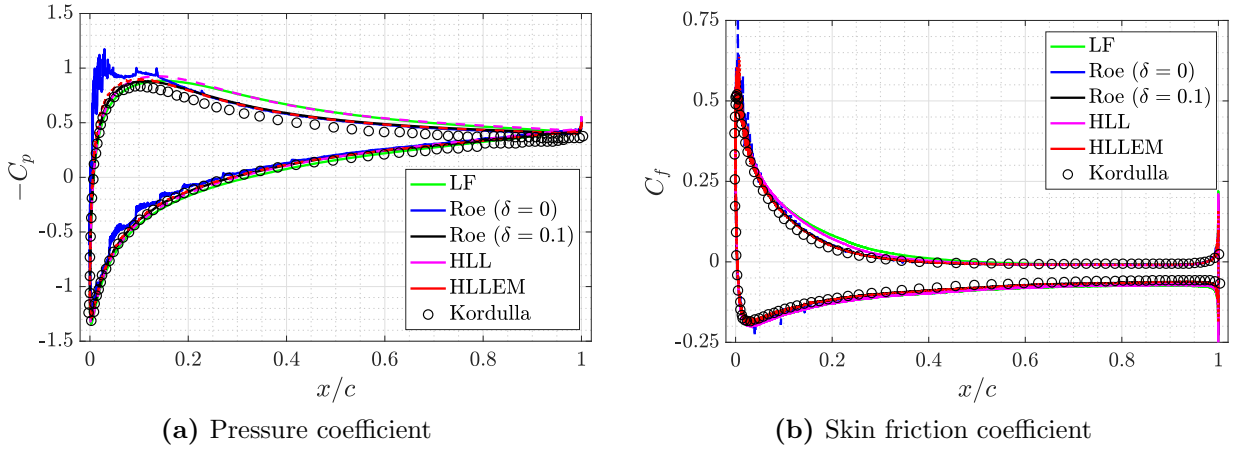 1.5
1
0.5
0
-0.5
-1
-1.5
−C_p
0
0.2
0.4
0.6
0.8
1
x/c
LF
Roe (δ = 0)
Roe (δ = 0.1)
HLL
HLLEM
Kordulla
(a) Pressure coefficient
0.75
0.5
0.25
0
-0.25
C_f
0
0.2
0.4
0.6
0.8
1
x/c
LF
Roe (δ = 0)
Roe (δ = 0.1)
HLL
HLLEM
Kordulla
(b) Skin friction coefficient